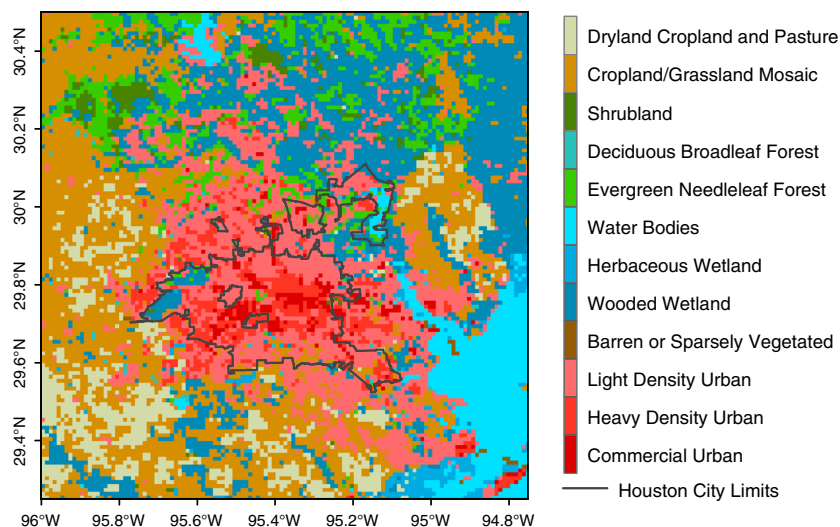 30.4°N
30.2°N
30°N
29.8°N
29.6°N
29.4°N
96°W
95.8°W
95.6°W
95.4°W
95.2°W
95°W
94.8°W
Dryland Cropland and Pasture
Cropland/Grassland Mosaic
Shrubland
Deciduous Broadleaf Forest
Evergreen Needleleaf Forest
Water Bodies
Herbaceous Wetland
Wooded Wetland
Barren or Sparsely Vegetated
Light Density Urban
Heavy Density Urban
Commercial Urban
Houston City Limits